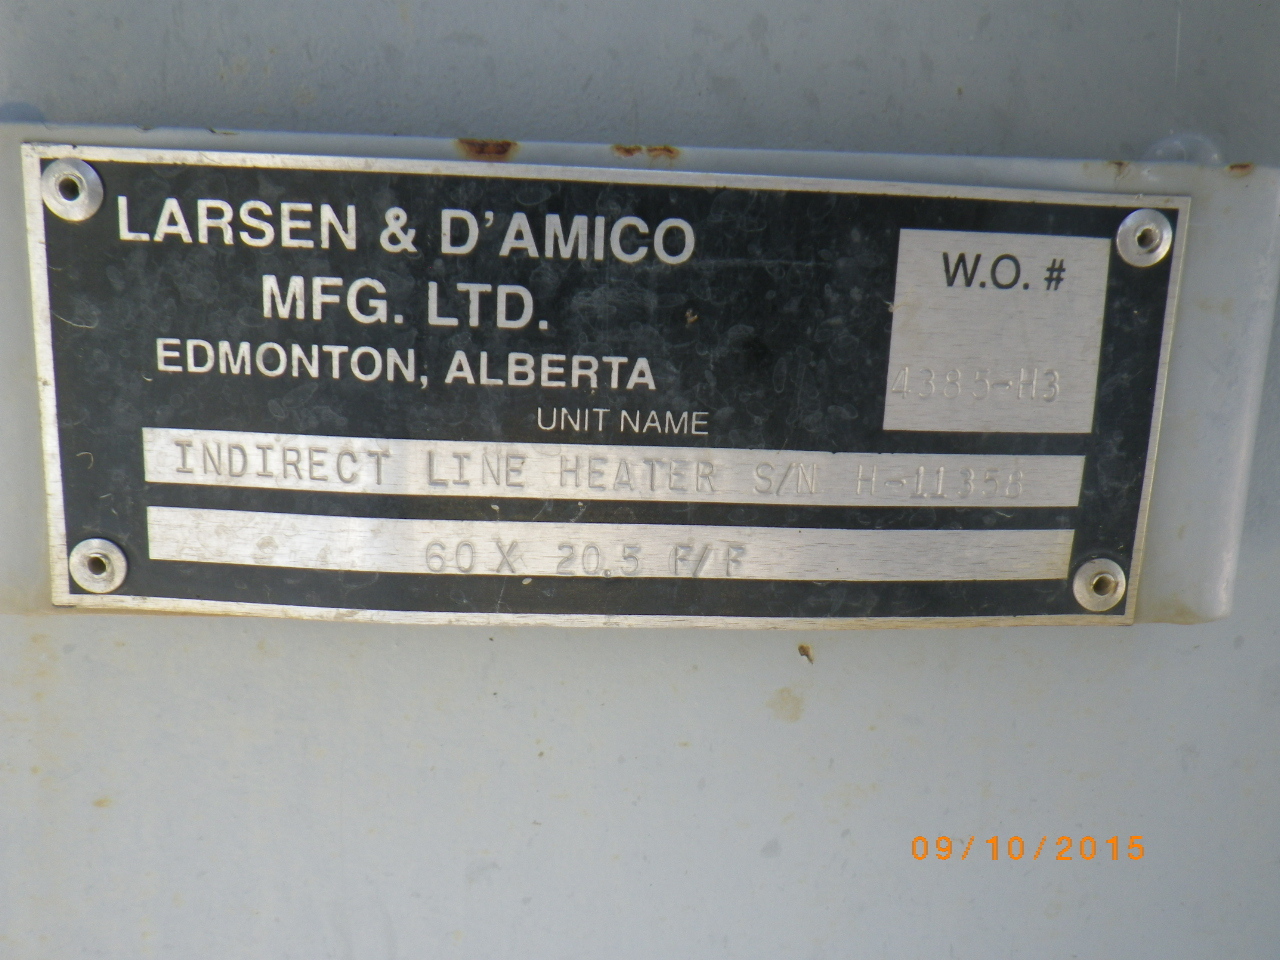 LARSEN & D'AMICO
MFG. LTD.
EDMONTON, ALBERTA
W.O. #
4385-H3
UNIT NAME
INDIRECT LINE HEATER S/N H-11358
60 X 20.5 F/F
09/10/2015